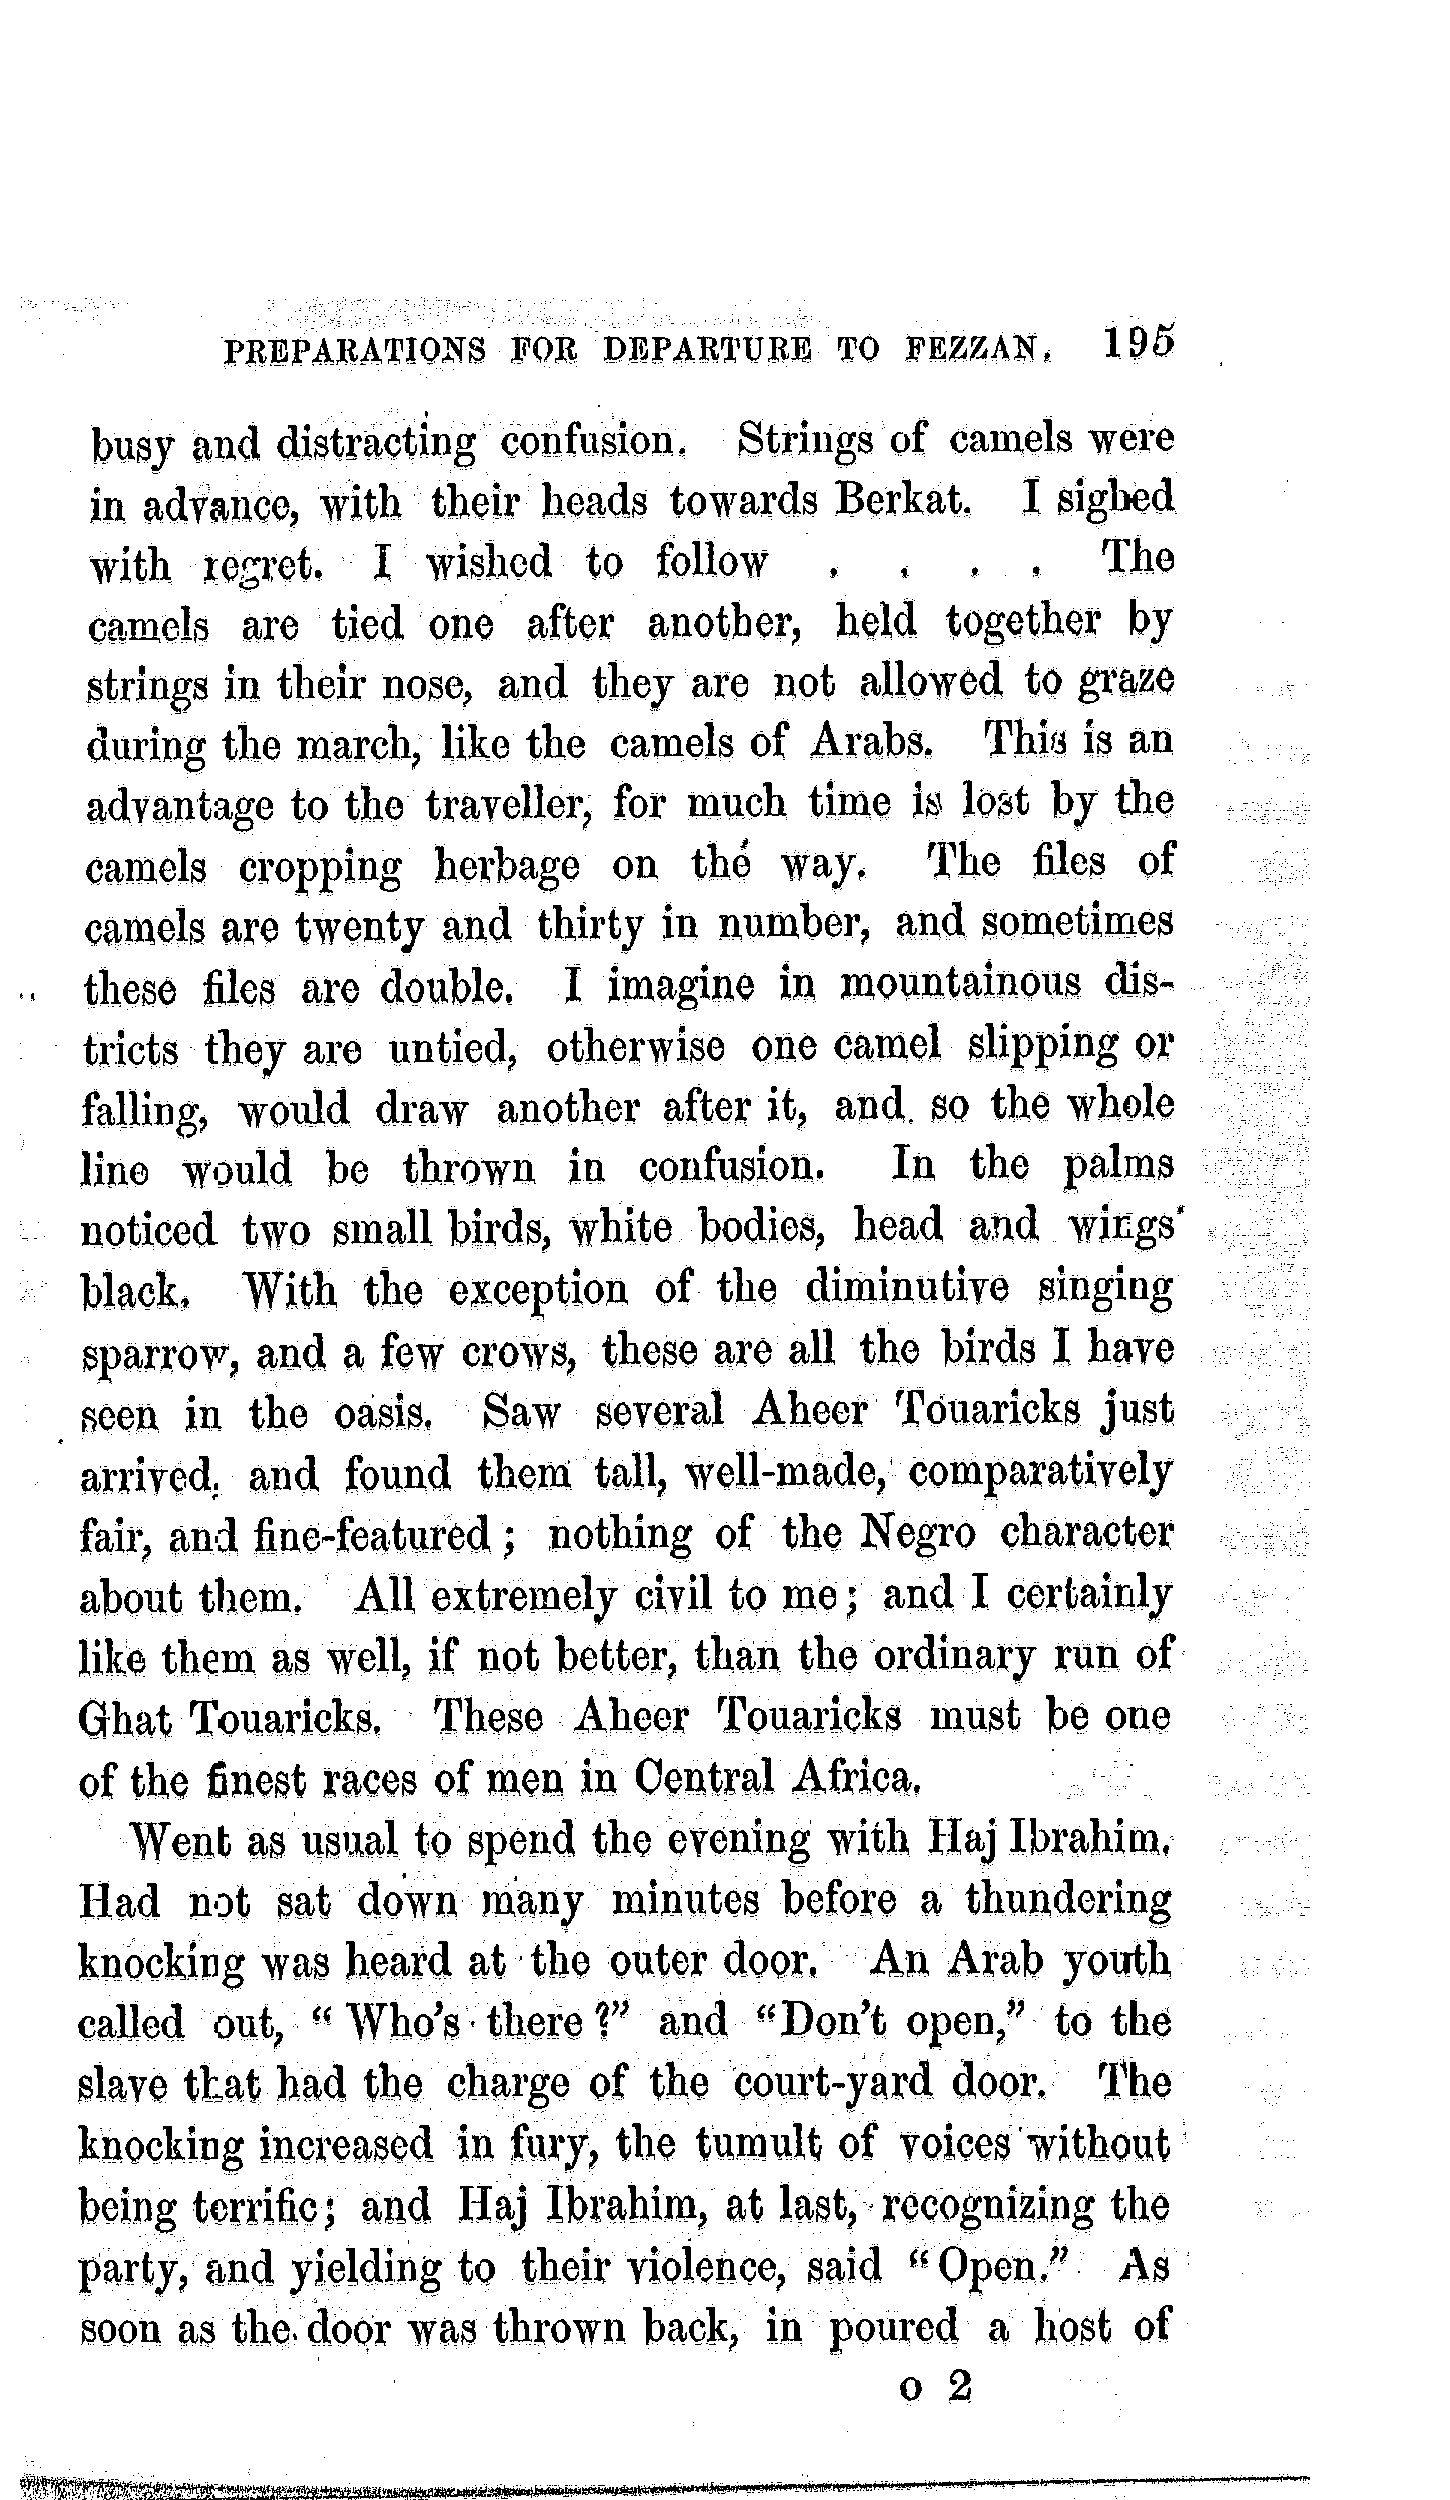 PREPARATIONS FOR DEPARTURE TO FEZZAN. 195
busy and distracting confusion. Strings of camels were
in advance, with their heads towards Berkat. I sighed
with regret. I wished to follow . . . . The
camels are tied one after another, held together by
strings in their nose, and they are not allowed to graze
during the march, like the camels of Arabs. This is an
advantage to the traveller, for much time is lost by the
camels cropping herbage on the way. The files of
camels are twenty and thirty in number, and sometimes
these files are double. I imagine in mountainous dis-
tricts they are untied, otherwise one camel slipping or
falling, would draw another after it, and so the whole
line would be thrown in confusion. In the palms
noticed two small birds, white bodies, head and wings
black. With the exception of the diminutive singing
sparrow, and a few crows, these are all the birds I have
seen in the oasis. Saw several Aheer Touaricks just
arrived, and found them tall, well-made, comparatively
fair, and fine-featured; nothing of the Negro character
about them. All extremely civil to me; and I certainly
like them as well, if not better, than the ordinary run of
Ghat Touaricks. These Aheer Touaricks must be one
of the finest races of men in Central Africa.
Went as usual to spend the evening with Haj Ibrahim.
Had not sat down many minutes before a thundering
knocking was heard at the outer door. An Arab youth
called out, "Who's there?" and "Don't open," to the
slave that had the charge of the court-yard door. The
knocking increased in fury, the tumult of voices without
being terrific; and Haj Ibrahim, at last, recognizing the
party, and yielding to their violence, said "Open." As
soon as the door was thrown back, in poured a host of
O 2